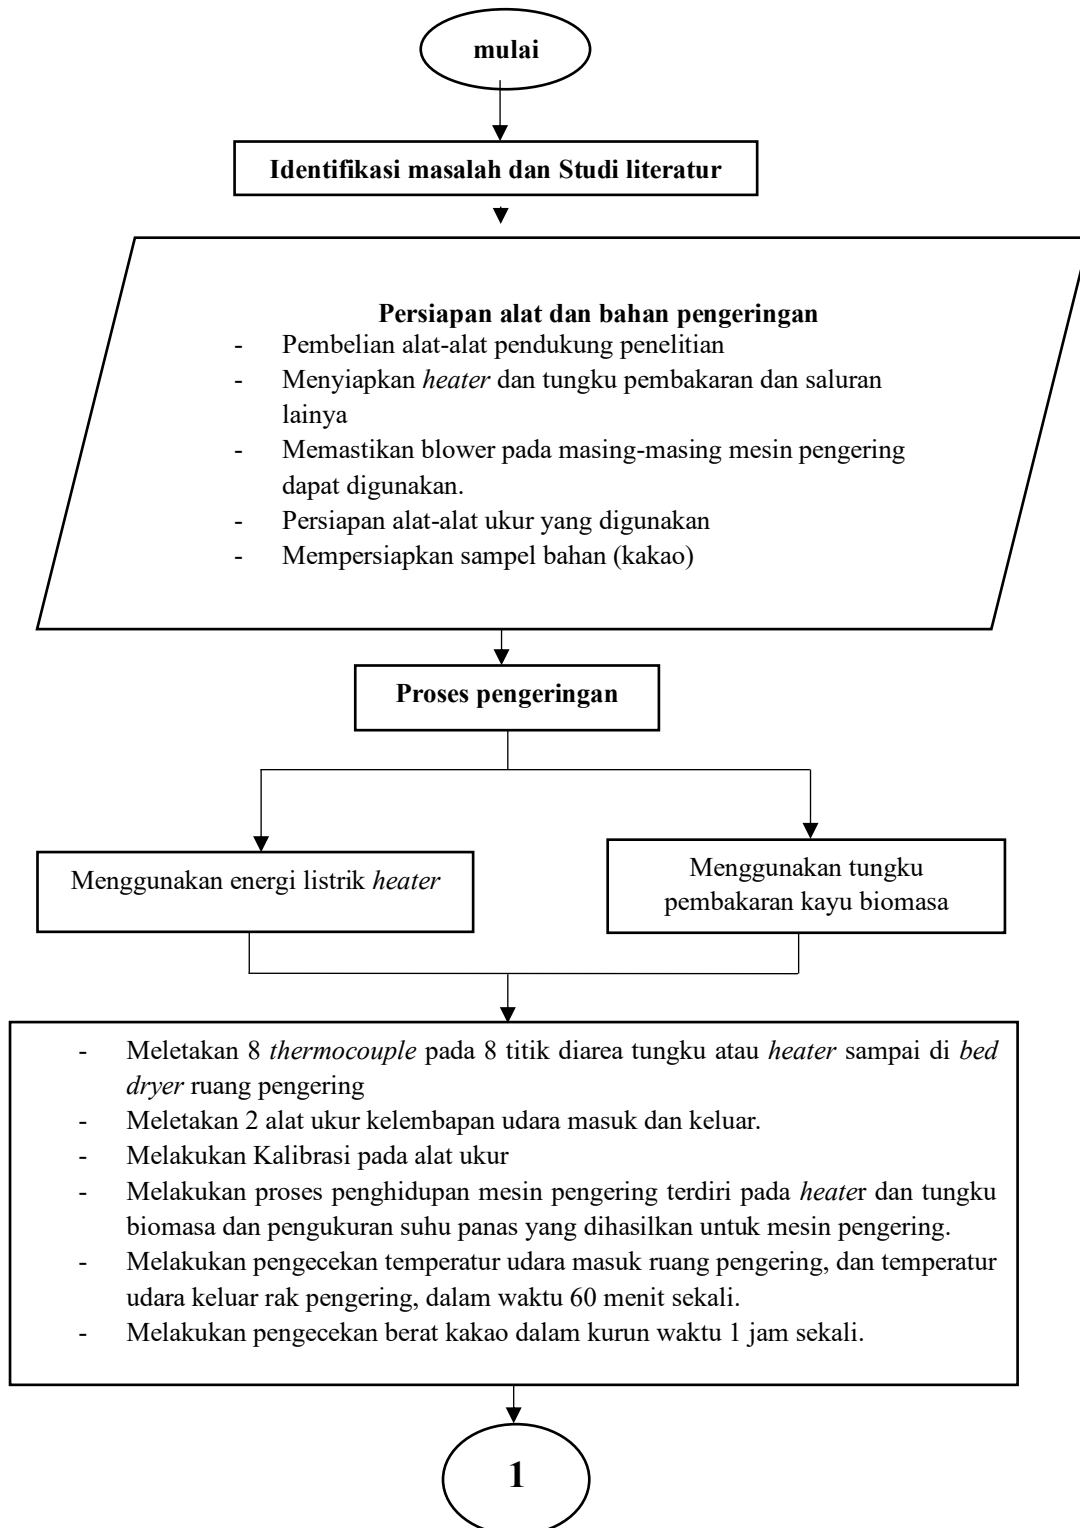 mulai
Identifikasi masalah dan Studi literatur
Persiapan alat dan bahan pengeringan
- Pembelian alat-alat pendukung penelitian
- Menyiapkan heater dan tungku pembakaran dan saluran
lainya
- Memastikan blower pada masing-masing mesin pengering
dapat digunakan.
- Persiapan alat-alat ukur yang digunakan
- Mempersiapkan sampel bahan (kakao)
Proses pengeringan
Menggunakan energi listrik heater
Menggunakan tungku
pembakaran kayu biomasa
- Meletakan 8 thermocouple pada 8 titik diarea tungku atau heater sampai di bed
dryer ruang pengering
- Meletakan 2 alat ukur kelembapan udara masuk dan keluar.
- Melakukan Kalibrasi pada alat ukur
- Melakukan proses penghidupan mesin pengering terdiri pada heater dan tungku
biomasa dan pengukuran suhu panas yang dihasilkan untuk mesin pengering.
- Melakukan pengecekan temperatur udara masuk ruang pengering, dan temperatur
udara keluar rak pengering, dalam waktu 60 menit sekali.
- Melakukan pengecekan berat kakao dalam kurun waktu 1 jam sekali.
1